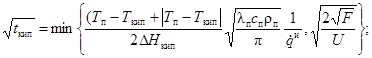 √t_кип = min { (T_п − T_кип + |T_п − T_кип|) / 2ΔH_кип √(λ_п c_п ρ_п / π) 1 / q̇^и , √(2√F / U) };